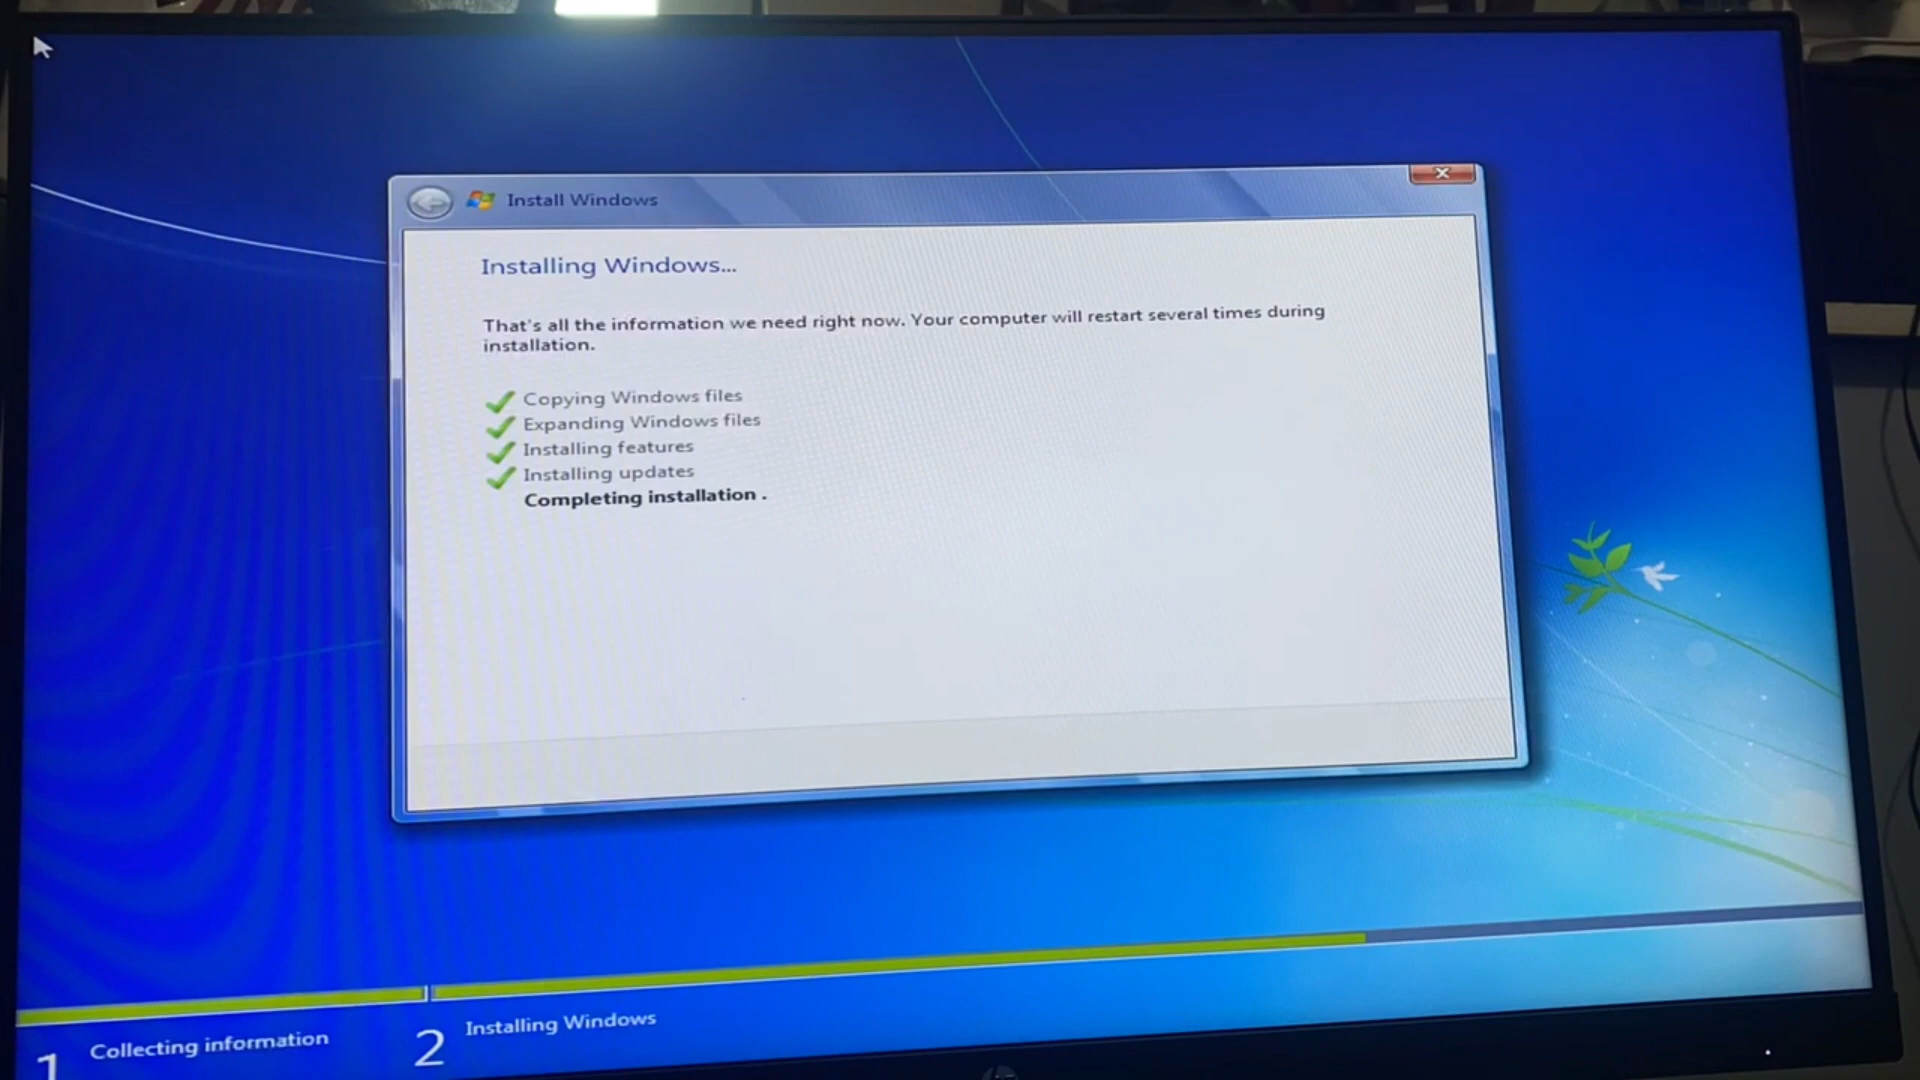 Install Windows
Installing Windows...
That's all the information we need right now. Your computer will restart several times during
installation.
Copying Windows files
Expanding Windows files
Installing features
Installing updates
Completing installation .
1 Collecting information
2 Installing Windows